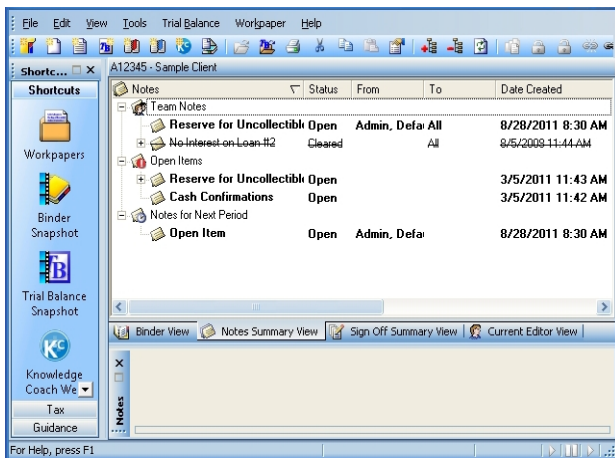 File Edit View Tools Trial Balance Workpaper Help
Shortc...
Shortcuts
Workpapers
Binder
Snapshot
Trial Balance
Snapshot
Knowledge
Coach We
Tax
Guidance
A12345 - Sample Client
Notes Status From To Date Created
Team Notes
Reserve for Uncollectibl Open Admin, Defau All 8/28/2011 8:30 AM
No Interest on Loan #2 Cleared All 8/5/2009 11:44 AM
Open Items
Reserve for Uncollectibl Open 3/5/2011 11:43 AM
Cash Confirmations Open 3/5/2011 11:42 AM
Notes for Next Period
Open Item Open Admin, Defau 8/28/2011 8:30 AM
Binder View Notes Summary View Sign Off Summary View Current Editor View
Notes
For Help, press F1